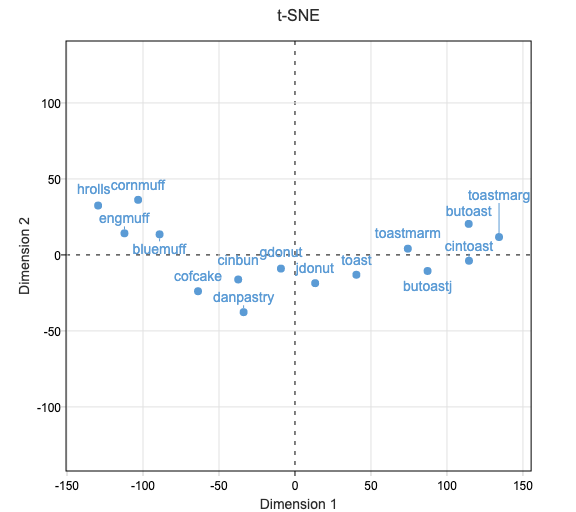 t-SNE
100
50
0
-50
-100
Dimension 2
hrolls
cornmuff
engmuff
bluemuff
cofcake
cinbun
danpastry
gdonut
jdonut
toast
toastmarm
butoastj
cintoast
butoast
toastmarg
-150
-100
-50
0
50
100
150
Dimension 1